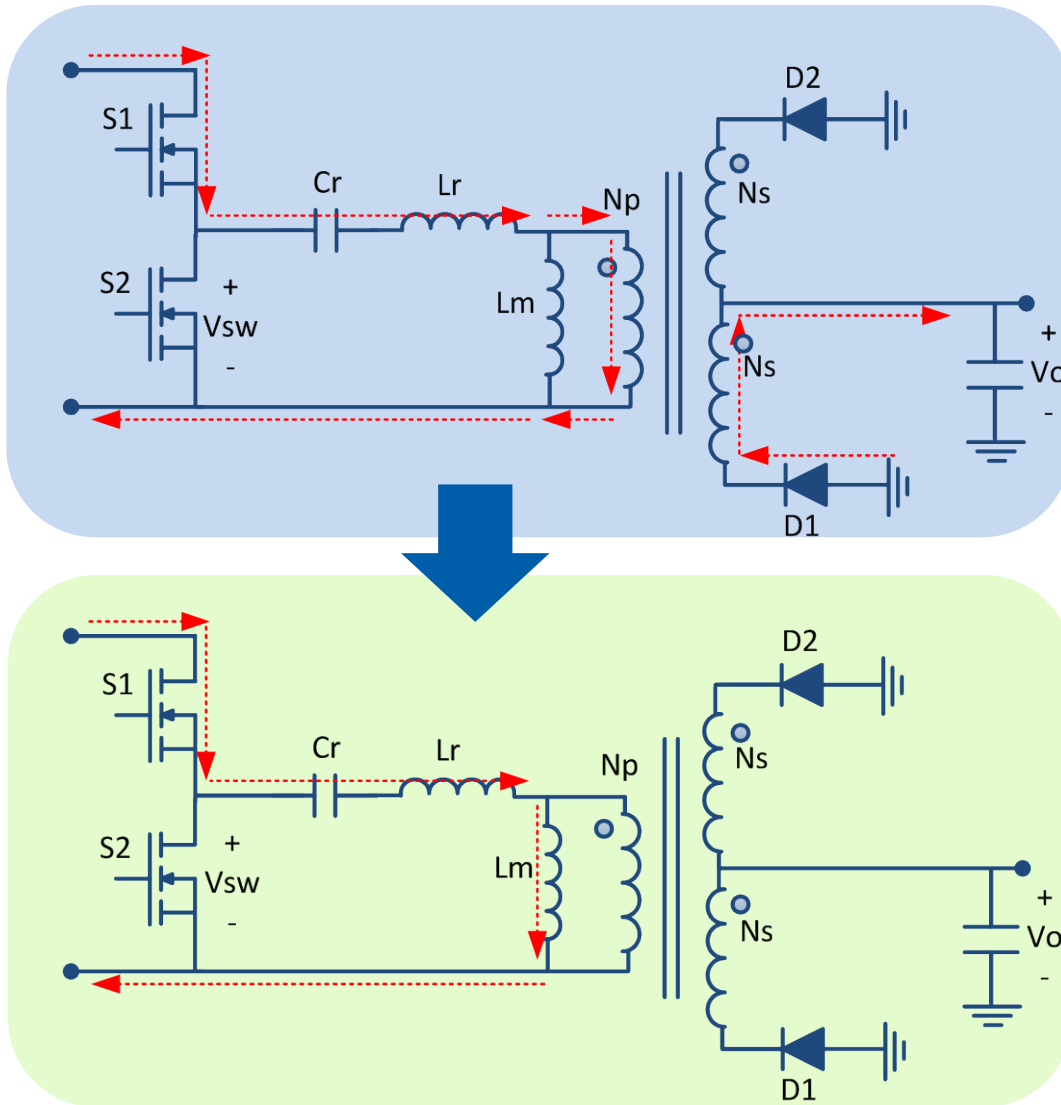 D2
S1
Cr
Lr
Np
Ns
S2
+
Vsw
-
Lm
Ns
+
Vo
-
D1
D2
S1
Cr
Lr
Np
Ns
S2
+
Vsw
-
Lm
Ns
+
Vo
-
D1